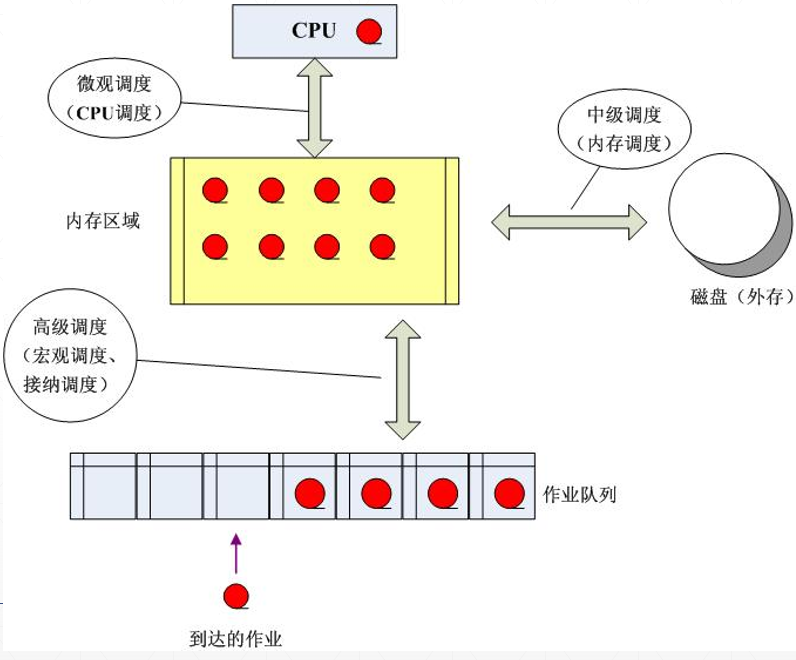 CPU
微观调度
（CPU调度）
中级调度
（内存调度）
内存区域
磁盘（外存）
高级调度
（宏观调度、
接纳调度）
作业队列
到达的作业